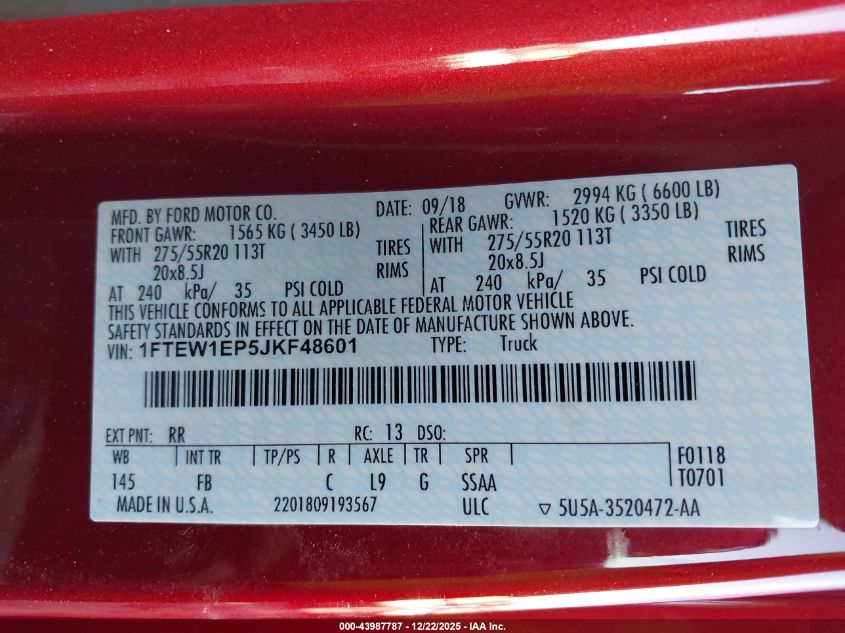 MFD. BY FORD MOTOR CO. DATE: 09/18 GVWR: 2994 KG ( 6600 LB)
FRONT GAWR: 1565 KG ( 3450 LB) REAR GAWR: 1520 KG ( 3350 LB)
WITH 275/55R20 113T TIRES WITH 275/55R20 113T TIRES
20x8.5J RIMS 20x8.5J RIMS
AT 240 kPa/ 35 PSI COLD AT 240 kPa/ 35 PSI COLD
THIS VEHICLE CONFORMS TO ALL APPLICABLE FEDERAL MOTOR VEHICLE
SAFETY STANDARDS IN EFFECT ON THE DATE OF MANUFACTURE SHOWN ABOVE.
VIN: 1FTEW1EP5JKF48601 TYPE: Truck
EXT PNT: RR RC: 13 DSO:
WB INT TR TP/PS R AXLE TR SPR F0118
145 FB C L9 G SSAA T0701
MADE IN U.S.A. 2201809193567 ULC ▽ 5U5A-3520472-AA
000-43987787 - 12/22/2025 - IAA Inc.